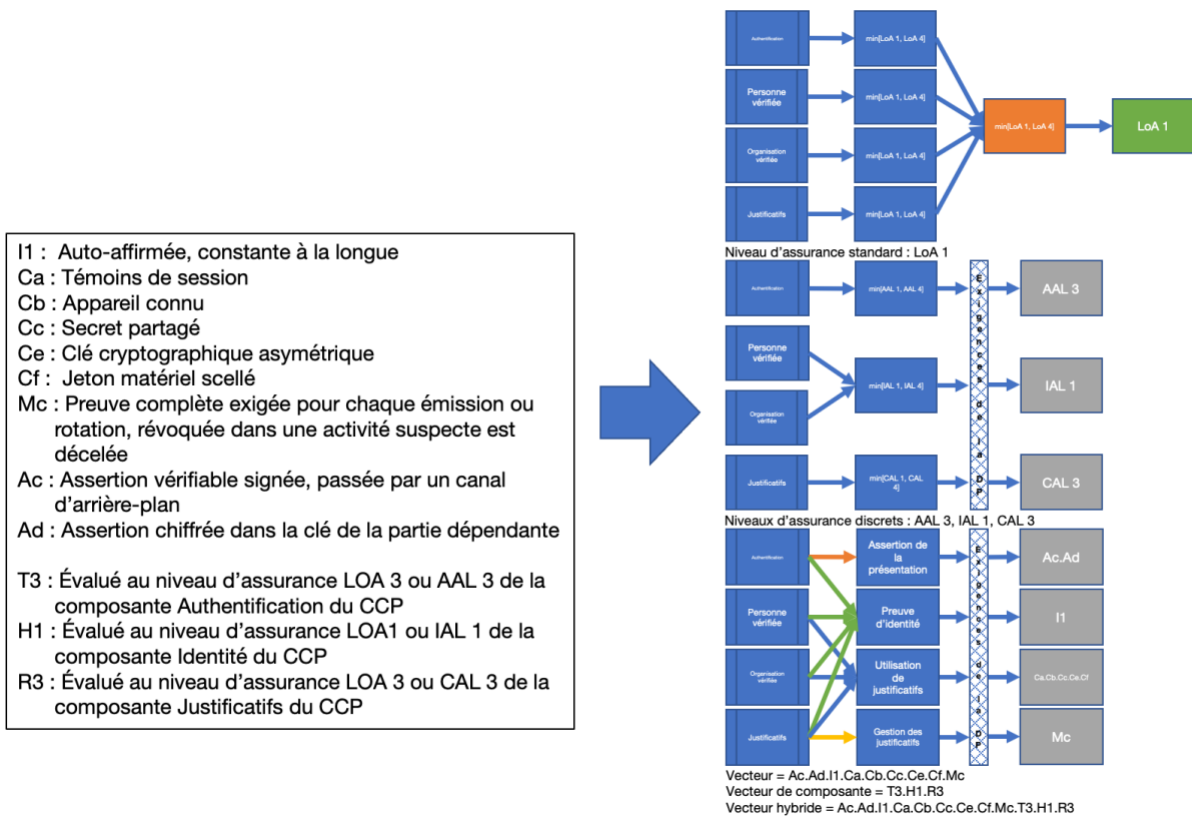 I1 : Auto-affirmée, constante à la longue
Ca : Témoins de session
Cb : Appareil connu
Cc : Secret partagé
Ce : Clé cryptographique asymétrique
Cf : Jeton matériel scellé
Mc : Preuve complète exigée pour chaque émission ou
rotation, révoquée dans une activité suspecte est
décelée
Ac : Assertion vérifiable signée, passée par un canal
d'arrière-plan
Ad : Assertion chiffrée dans la clé de la partie dépendante
T3 : Évalué au niveau d'assurance LOA 3 ou AAL 3 de la
composante Authentification du CCP
H1 : Évalué au niveau d'assurance LOA1 ou IAL 1 de la
composante Identité du CCP
R3 : Évalué au niveau d'assurance LOA 3 ou CAL 3 de la
composante Justificatifs du CCP
Authentification
min[LoA 1, LoA 4]
Personne
vérifiée
min[LoA 1, LoA 4]
Organisation
vérifiée
min[LoA 1, LoA 4]
Justificatifs
min[LoA 1, LoA 4]
min[LoA 1, LoA 4]
LoA 1
Niveau d'assurance standard : LoA 1
Authentification
min[AAL 1, AAL 4]
AAL 3
Personne
vérifiée
Organisation
vérifiée
min[IAL 1, IAL 4]
IAL 1
Justificatifs
min[CAL 1, CAL
4]
CAL 3
Exigences de la DP
Niveaux d'assurance discrets : AAL 3, IAL 1, CAL 3
Authentification
Assertion de
la
présentation
Ac.Ad
Personne
vérifiée
Preuve
d'identité
I1
Organisation
vérifiée
Utilisation
de
justificatifs
Ca.Cb.Cc.Ce.Cf
Justificatifs
Gestion des
justificatifs
Mc
Exigences de la DP
Vecteur = Ac.Ad.I1.Ca.Cb.Cc.Ce.Cf.Mc
Vecteur de composante = T3.H1.R3
Vecteur hybride = Ac.Ad.I1.Ca.Cb.Cc.Ce.Cf.Mc.T3.H1.R3